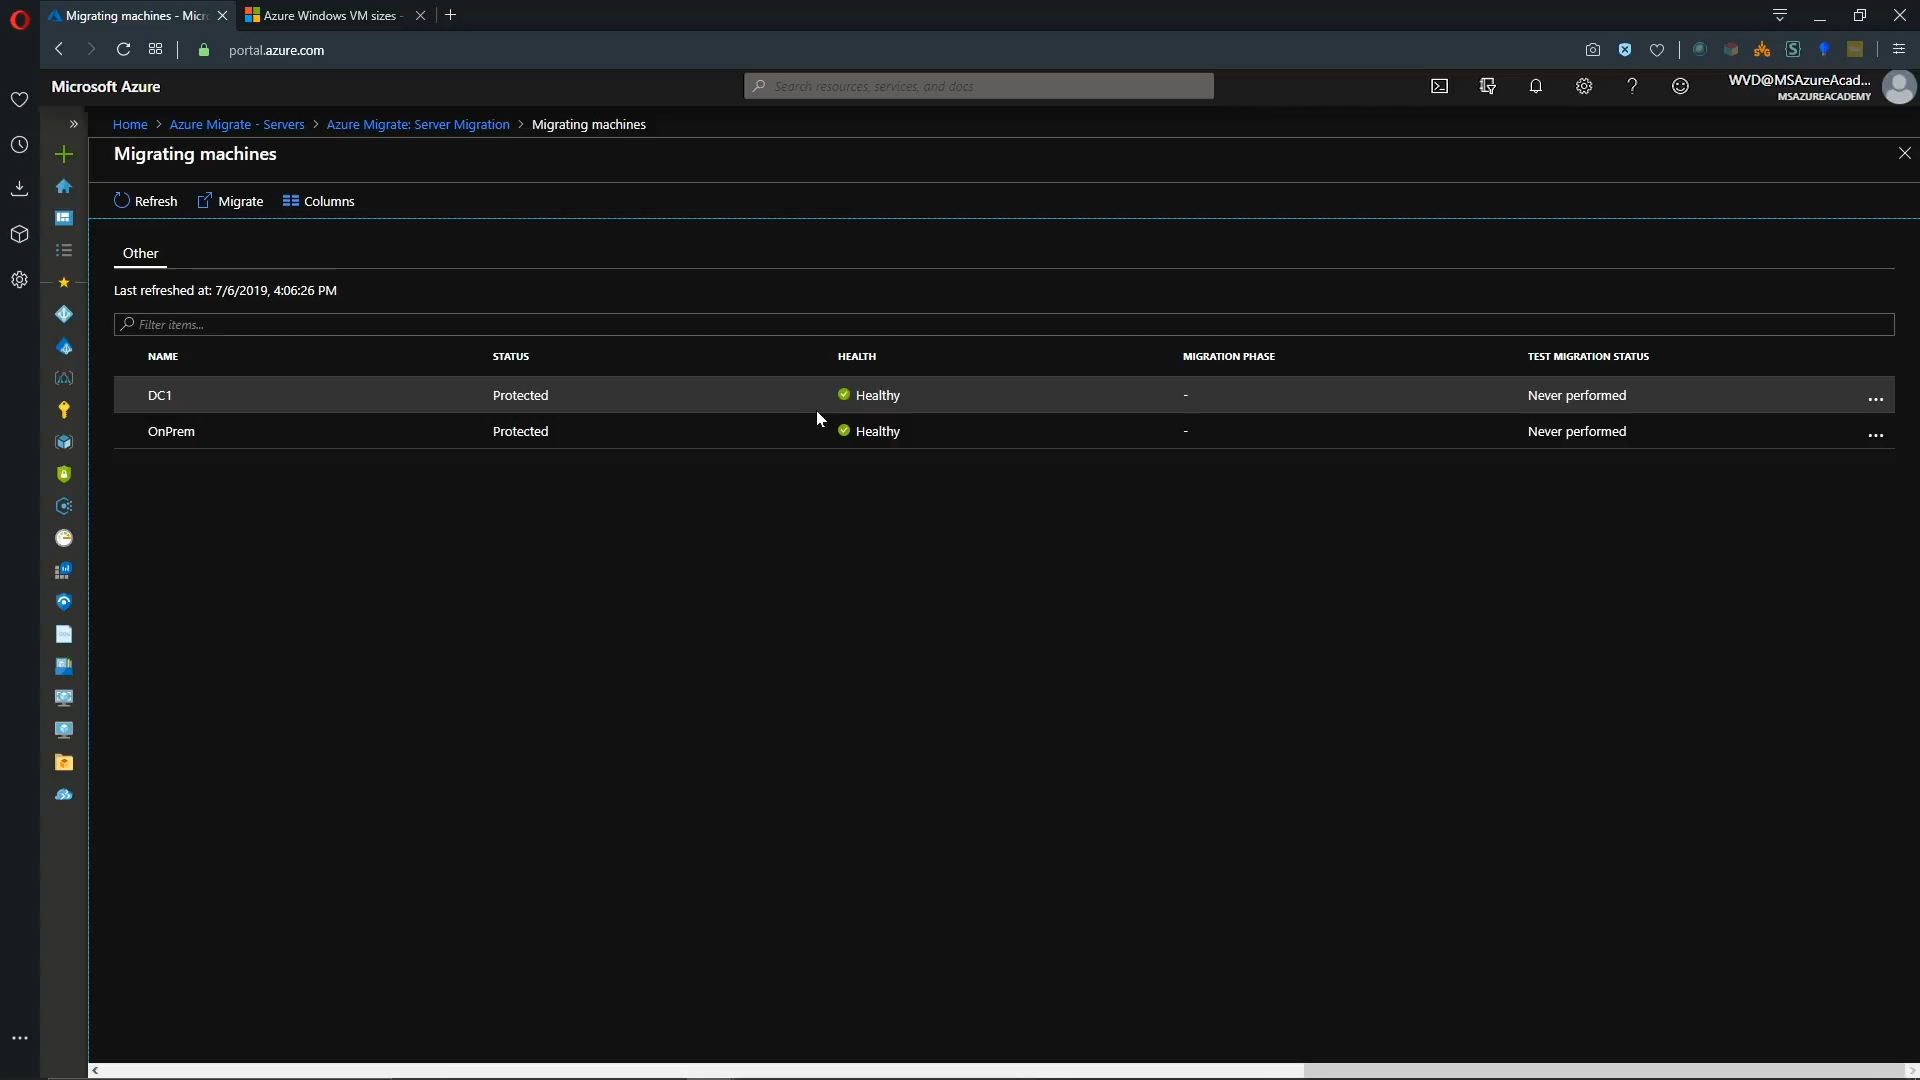 Migrating machines - Micr
Azure Windows VM sizes -
portal.azure.com
Microsoft Azure
Search resources, services, and docs
WVD@MSAzureAcad...
MSAZUREACADEMY
Home > Azure Migrate - Servers > Azure Migrate: Server Migration > Migrating machines
Migrating machines
Refresh Migrate Columns
Other
Last refreshed at: 7/6/2019, 4:06:26 PM
Filter items...
NAME STATUS HEALTH MIGRATION PHASE TEST MIGRATION STATUS
DC1 Protected Healthy - Never performed ...
OnPrem Protected Healthy - Never performed ...